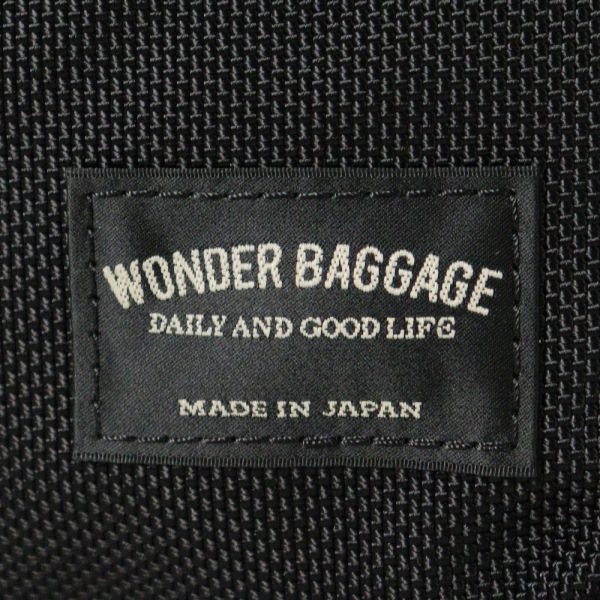 WONDER BAGGAGE
DAILY AND GOOD LIFE
MADE IN JAPAN